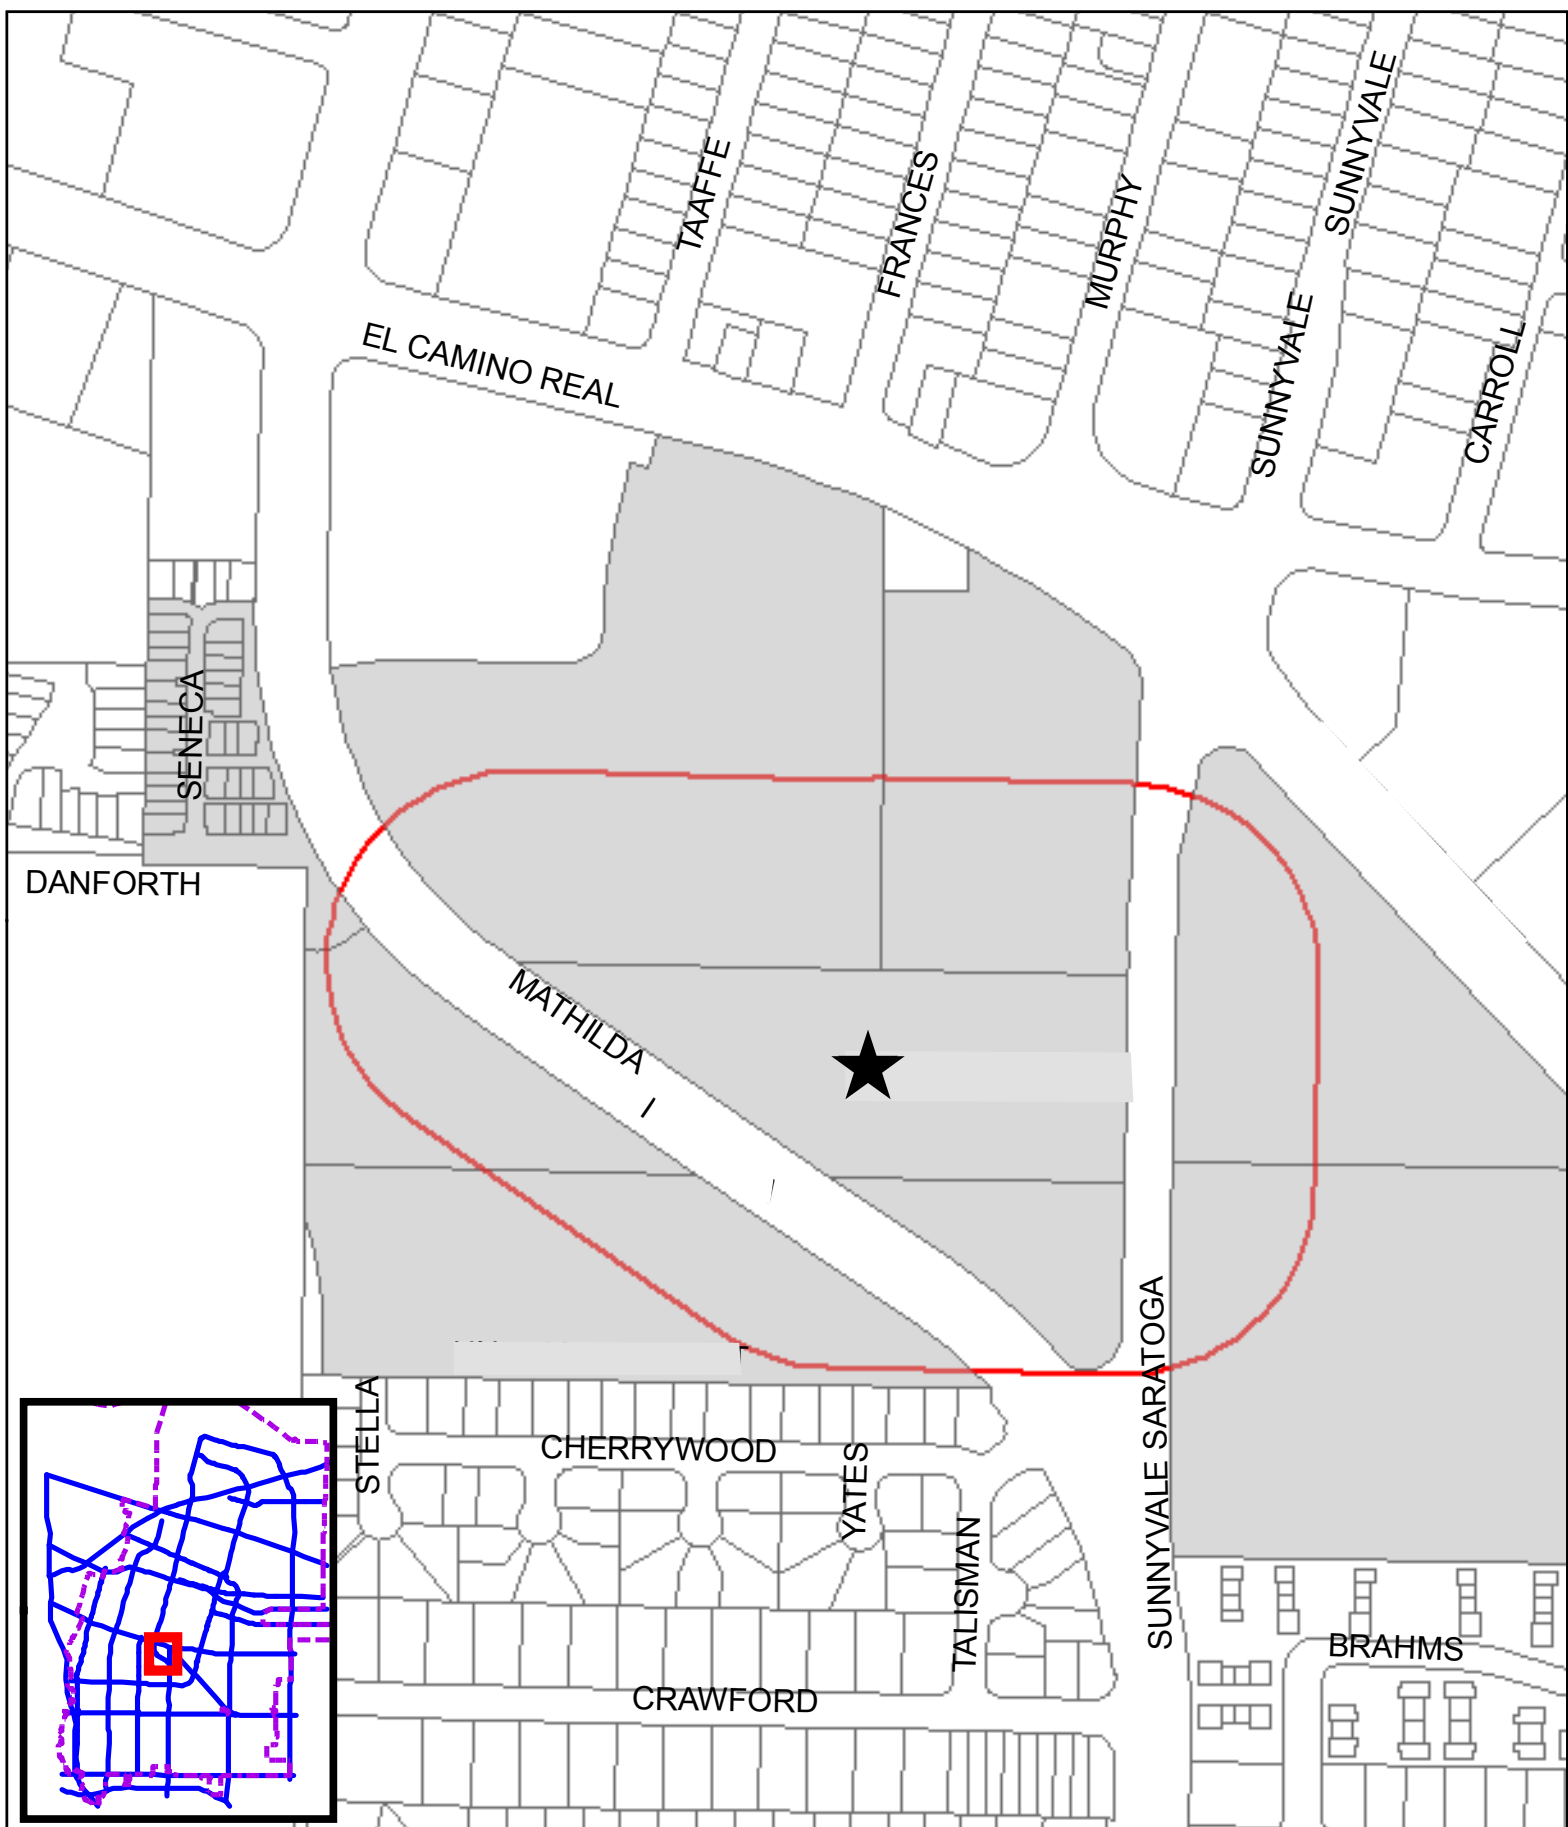 SUNNYVALE
TAAFFE
FRANCES
MURPHY
SUNNYVALE
CARROLL
EL CAMINO REAL
SENECA
DANFORTH
MATHILDA
SUNNYVALE SARATOGA
STELLA
CHERRYWOOD
YATES
TALISMAN
BRAHMS
CRAWFORD